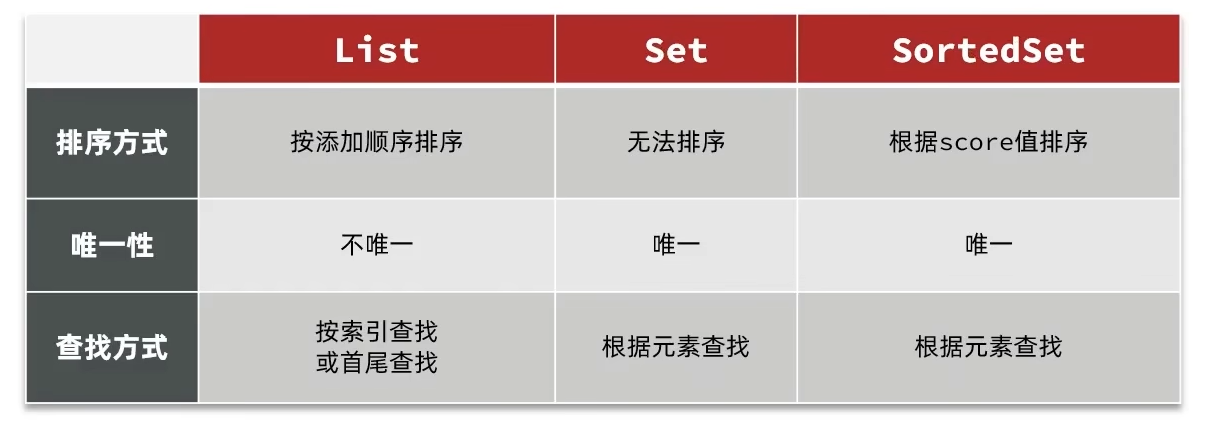 List
Set
SortedSet
排序方式
按添加顺序排序
无法排序
根据score值排序
唯一性
不唯一
唯一
唯一
查找方式
按索引查找
或首尾查找
根据元素查找
根据元素查找